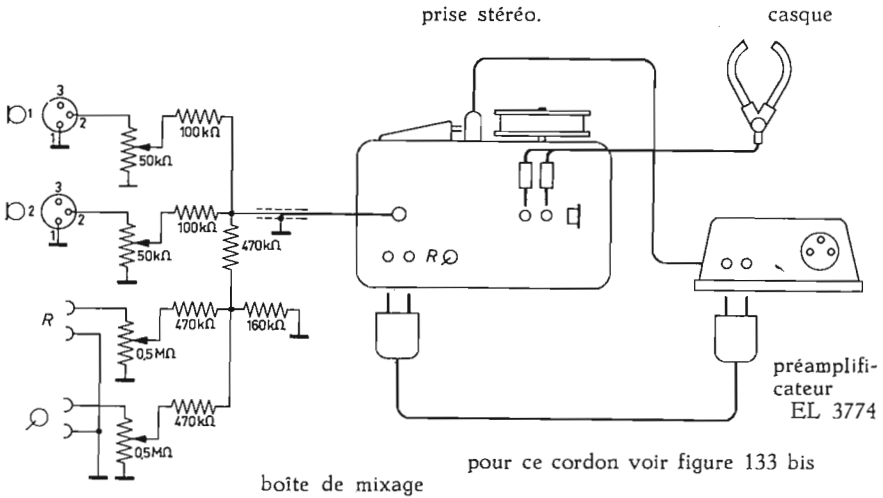 prise stéréo.
casque
1
3
2
1
50kΩ
100kΩ
2
3
2
1
50kΩ
100kΩ
470kΩ
R
0,5MΩ
470kΩ
160kΩ
0,5MΩ
470kΩ
R
préamplifi-
cateur
EL 3774
pour ce cordon voir figure 133 bis
boîte de mixage